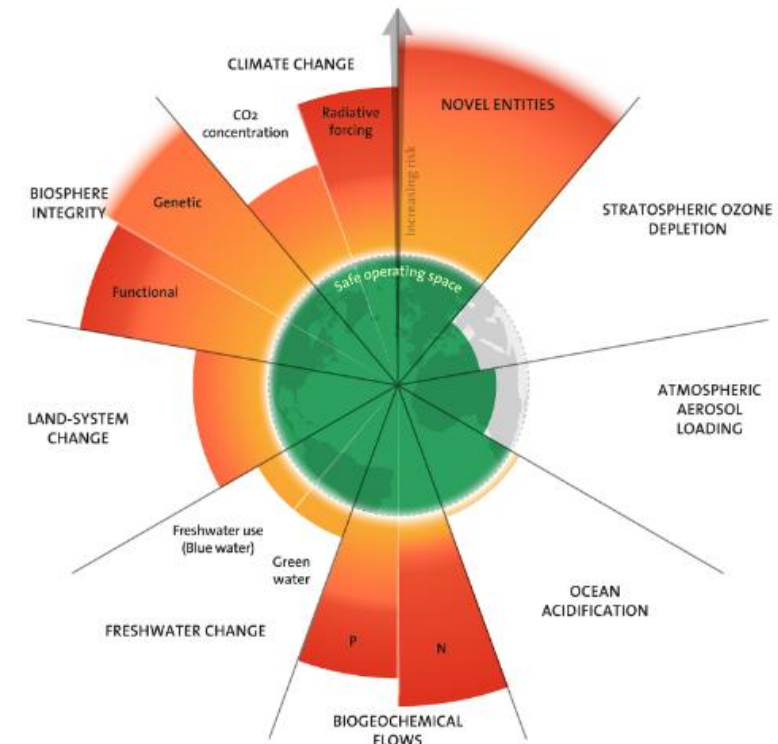 CLIMATE CHANGE
CO2
concentration
Radiative
forcing
NOVEL ENTITIES
Increasing risk
BIOSPHERE
INTEGRITY
Genetic
Functional
STRATOSPHERIC OZONE
DEPLETION
Safe operating space
LAND-SYSTEM
CHANGE
ATMOSPHERIC
AEROSOL
LOADING
Freshwater use
(Blue water)
Green
water
FRESHWATER CHANGE
OCEAN
ACIDIFICATION
P
N
BIOGEOCHEMICAL
FLOWS